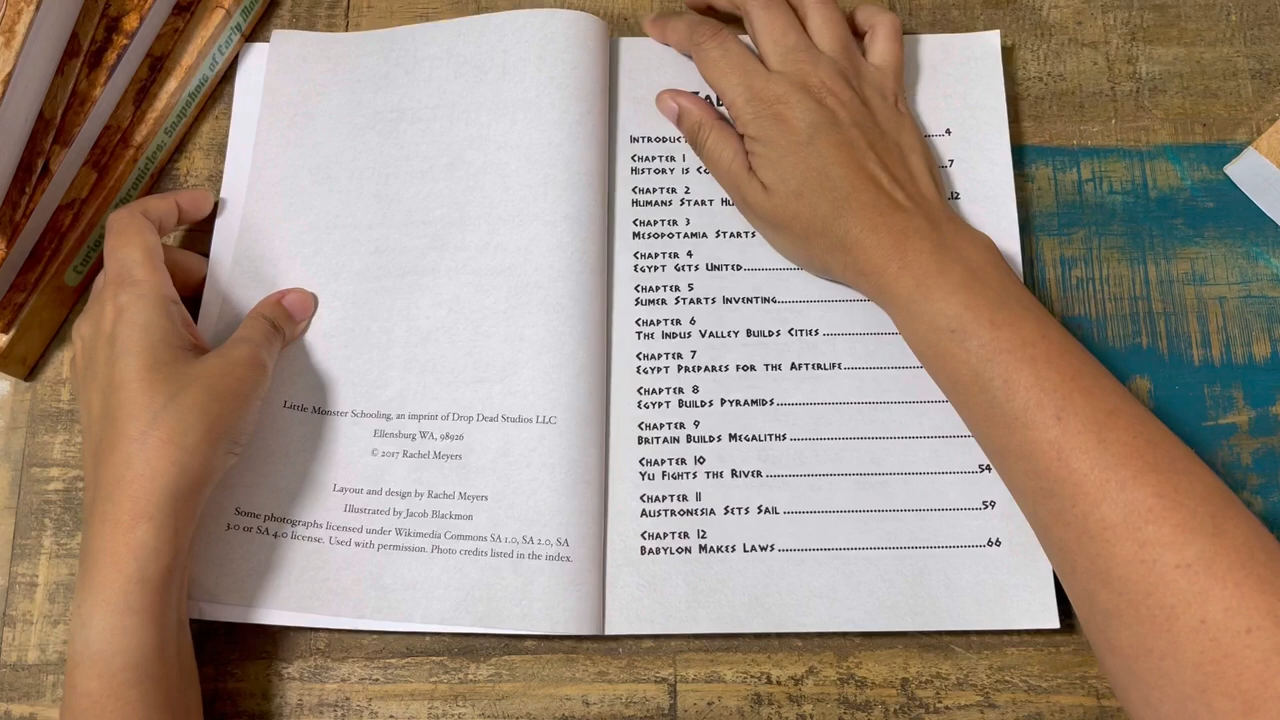 Chronicles: Snapshots of Early
Little Monster Schooling, an imprint of Drop Dead Studios LLC
Ellensburg WA, 98926
© 2017 Rachel Meyers
Layout and design by Rachel Meyers
Illustrated by Jacob Blackmon
Some photographs licensed under Wikimedia Commons SA 1.0, SA 2.0, SA
3.0 or SA 4.0 license. Used with permission. Photo credits listed in the index.
......4
Chapter 1
History is ...7
Chapter 2
Humans Start .12
Chapter 3
Mesopotamia Starts
Chapter 4
Egypt Gets United
Chapter 5
Sumer Starts Inventing
Chapter 6
The Indus Valley Builds Cities
Chapter 7
Egypt Prepares for the Afterlife
Chapter 8
Egypt Builds Pyramids
Chapter 9
Britain Builds Megaliths
Chapter 10
Yu Fights the River 54
Chapter 11
Austronesia Sets Sail 59
Chapter 12
Babylon Makes Laws 66